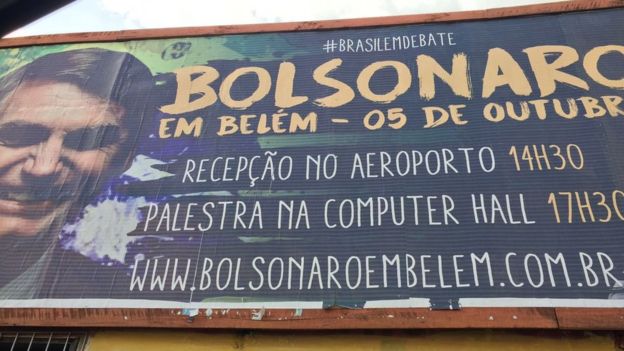 #BRASILEMDEBATE
BOLSONARO
EM BELÉM - 05 DE OUTUBR
RECEPÇÃO NO AEROPORTO 14H30
PALESTRA NA COMPUTER HALL 17H30
WWW.BOLSONAROEMBELEM.COM.BR